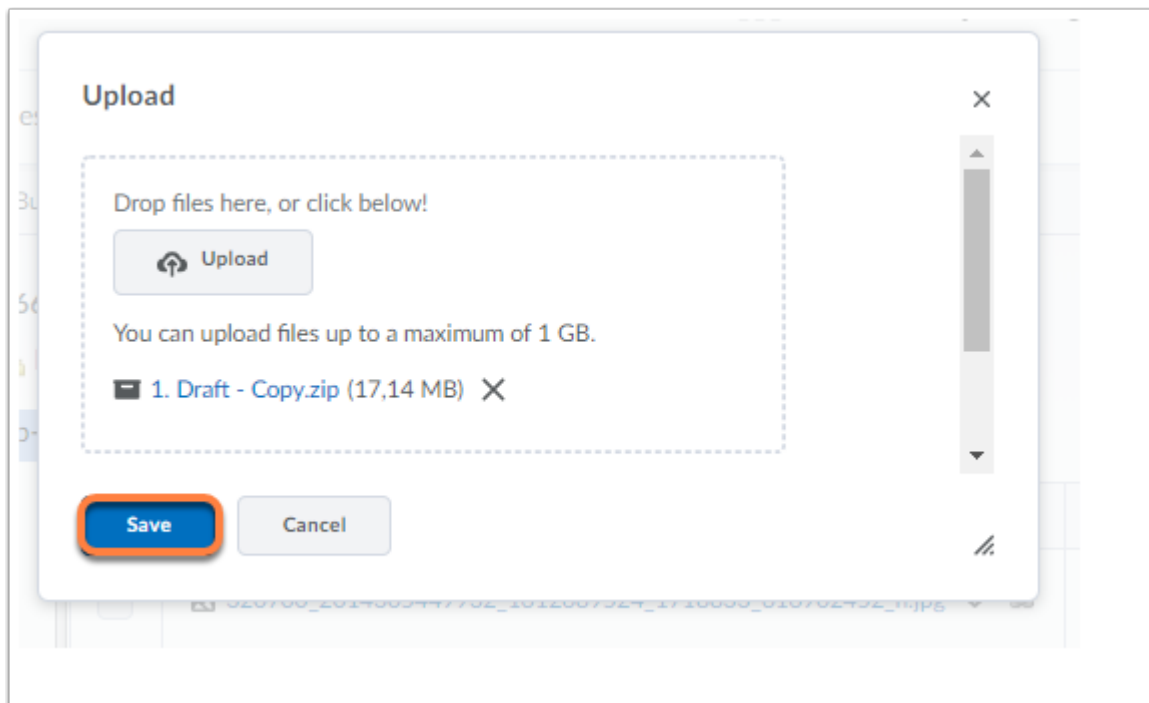 Upload
Drop files here, or click below!
Upload
You can upload files up to a maximum of 1 GB.
1. Draft - Copy.zip (17,14 MB)
Save
Cancel